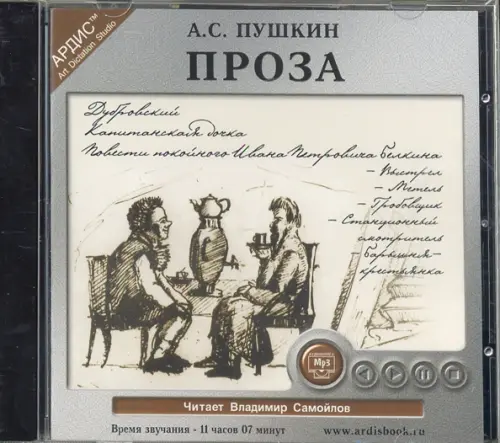 АРДИС™
Art Dictation Studio
А.С. ПУШКИН
ПРОЗА
Дубровский
Капитанская дочка
Повести покойного Ивана Петровича Белкина
- Выстрел
- Метель
- Гробовщик
- Станционный
смотритель
Барышня-
крестьянка
Mp3
Читает Владимир Самойлов
Время звучания - 11 часов 07 минут
www.ardisbook.ru